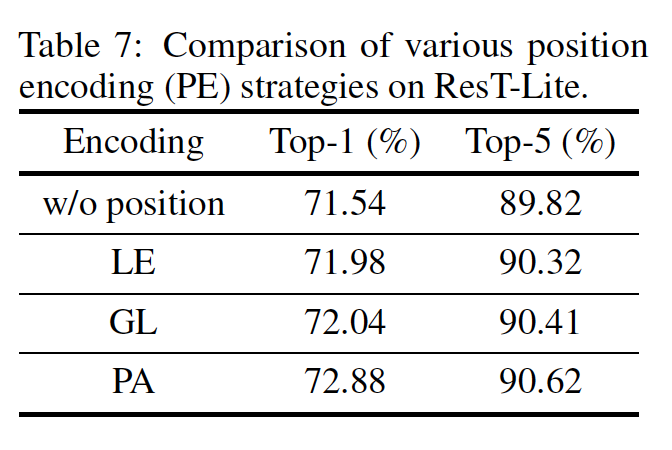 Table 7: Comparison of various position
encoding (PE) strategies on ResT-Lite.
Encoding Top-1 (%) Top-5 (%)
w/o position 71.54 89.82
LE 71.98 90.32
GL 72.04 90.41
PA 72.88 90.62